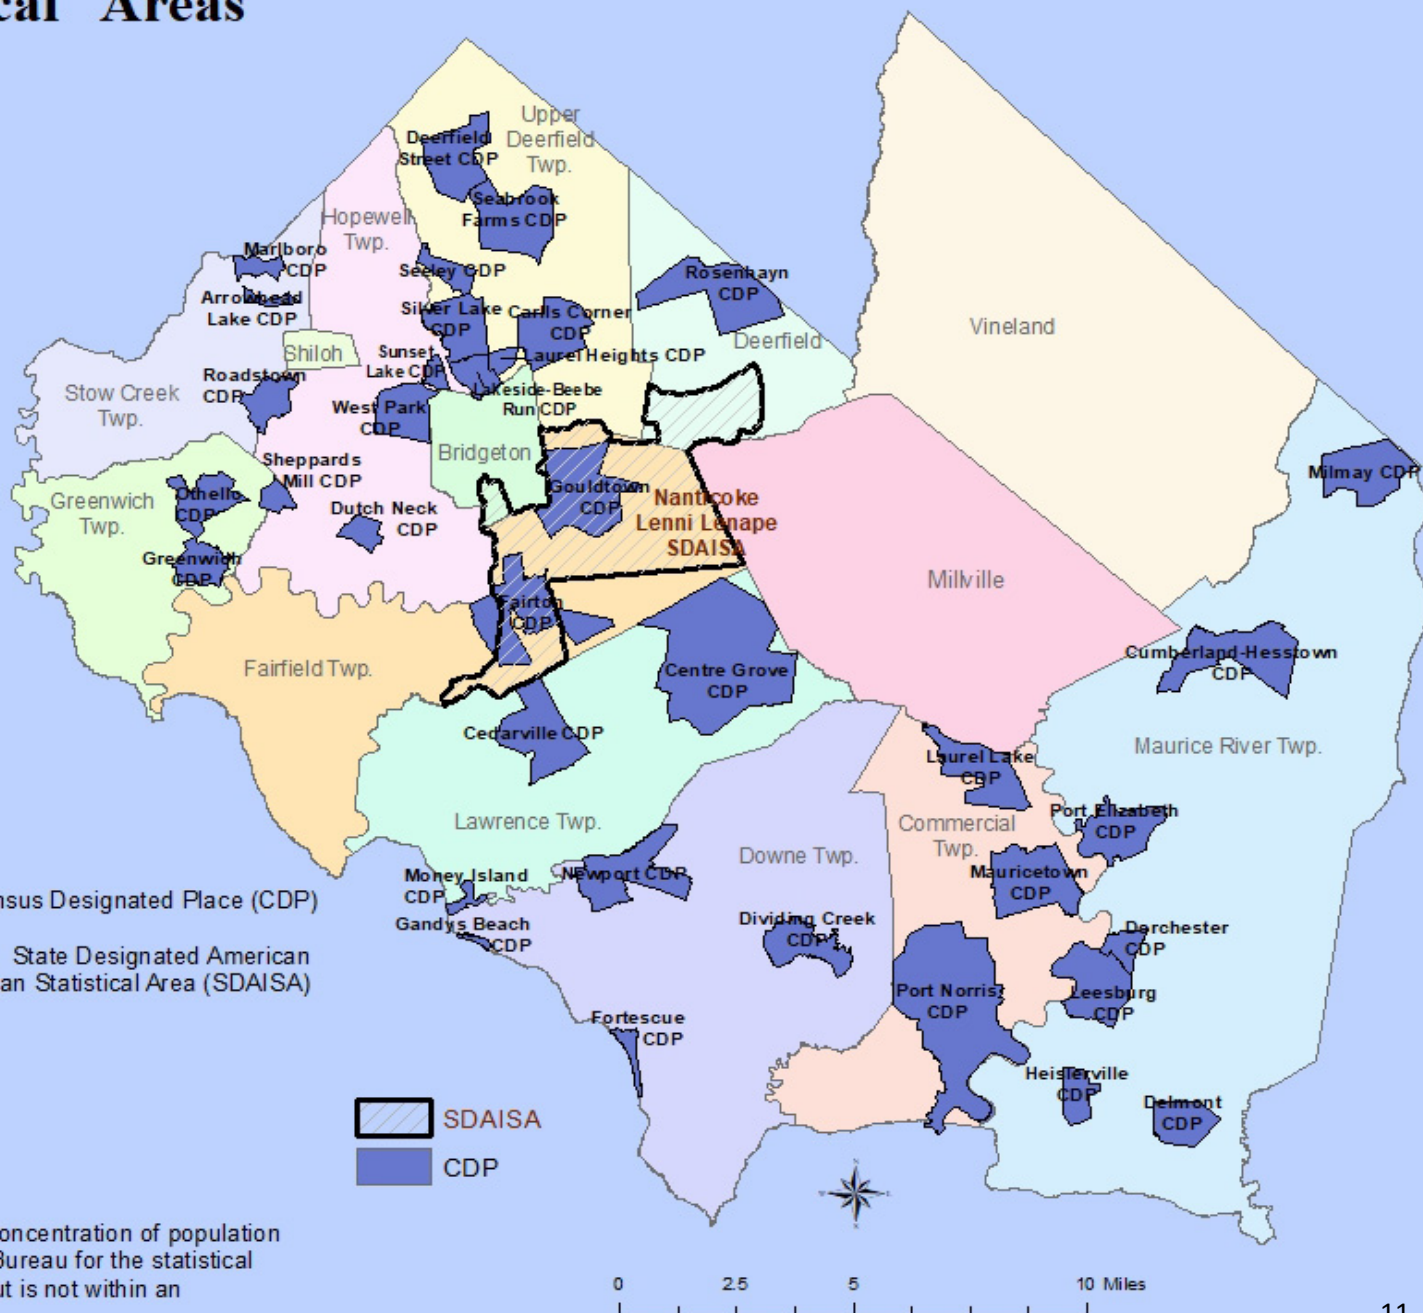 cal Areas
Upper
Deerfield
Twp.
Deerfield
Street CDP
Seabrook
Farms CDP
Hopewell
Twp.
Marlboro
CDP
Seeley CDP
Rosenhayn
CDP
Arrowhead
Lake CDP
Silver Lake
CDP
Carlls Corner
CDP
Vineland
Deerfield
Shiloh
Sunset
Lake CDP
Laurel Heights CDP
Roadstown
CDP
Stow Creek
Twp.
West Park
CDP
Lakeside-Beebe
Run CDP
Bridgeton
Sheppards
Mill CDP
Milmay CDP
Greenwich
Twp.
Othello
CDP
Gouldtown
CDP
Nanticoke
Lenni Lenape
SDAISA
Dutch Neck
CDP
Greenwich
CDP
Millville
Fairton
CDP
Cumberland-Hesstown
CDP
Fairfield Twp.
Centre Grove
CDP
Cedarville CDP
Maurice River Twp.
Laurel Lake
CDP
Lawrence Twp.
Commercial
Twp.
Port Elizabeth
CDP
Downe Twp.
Money Island
CDP
Newport CDP
Mauricetown
CDP
nsus Designated Place (CDP)
Gandys Beach
CDP
Dividing Creek
CDP
Dorchester
CDP
State Designated American
an Statistical Area (SDAISA)
Port Norris
CDP
Leesburg
CDP
Fortescue
CDP
Heislerville
CDP
Delmont
CDP
SDAISA
CDP
N
S
oncentration of population
Bureau for the statistical
ut is not within an
0 2.5 5 10 Miles
11